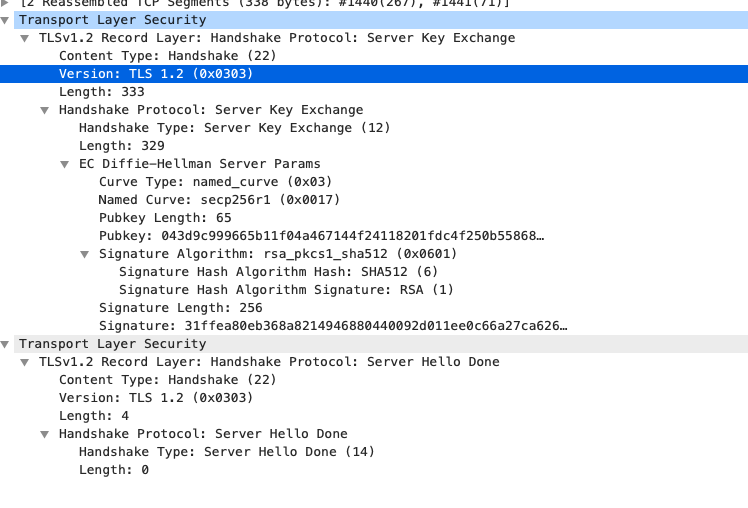 [2 Reassembled TCP Segments (338 bytes): #1440(267), #1441(71)]
Transport Layer Security
TLSv1.2 Record Layer: Handshake Protocol: Server Key Exchange
Content Type: Handshake (22)
Version: TLS 1.2 (0x0303)
Length: 333
Handshake Protocol: Server Key Exchange
Handshake Type: Server Key Exchange (12)
Length: 329
EC Diffie-Hellman Server Params
Curve Type: named_curve (0x03)
Named Curve: secp256r1 (0x0017)
Pubkey Length: 65
Pubkey: 043d9c999665b11f04a467144f24118201fdc4f250b55868…
Signature Algorithm: rsa_pkcs1_sha512 (0x0601)
Signature Hash Algorithm Hash: SHA512 (6)
Signature Hash Algorithm Signature: RSA (1)
Signature Length: 256
Signature: 31ffea80eb368a8214946880440092d011ee0c66a27ca626…
Transport Layer Security
TLSv1.2 Record Layer: Handshake Protocol: Server Hello Done
Content Type: Handshake (22)
Version: TLS 1.2 (0x0303)
Length: 4
Handshake Protocol: Server Hello Done
Handshake Type: Server Hello Done (14)
Length: 0